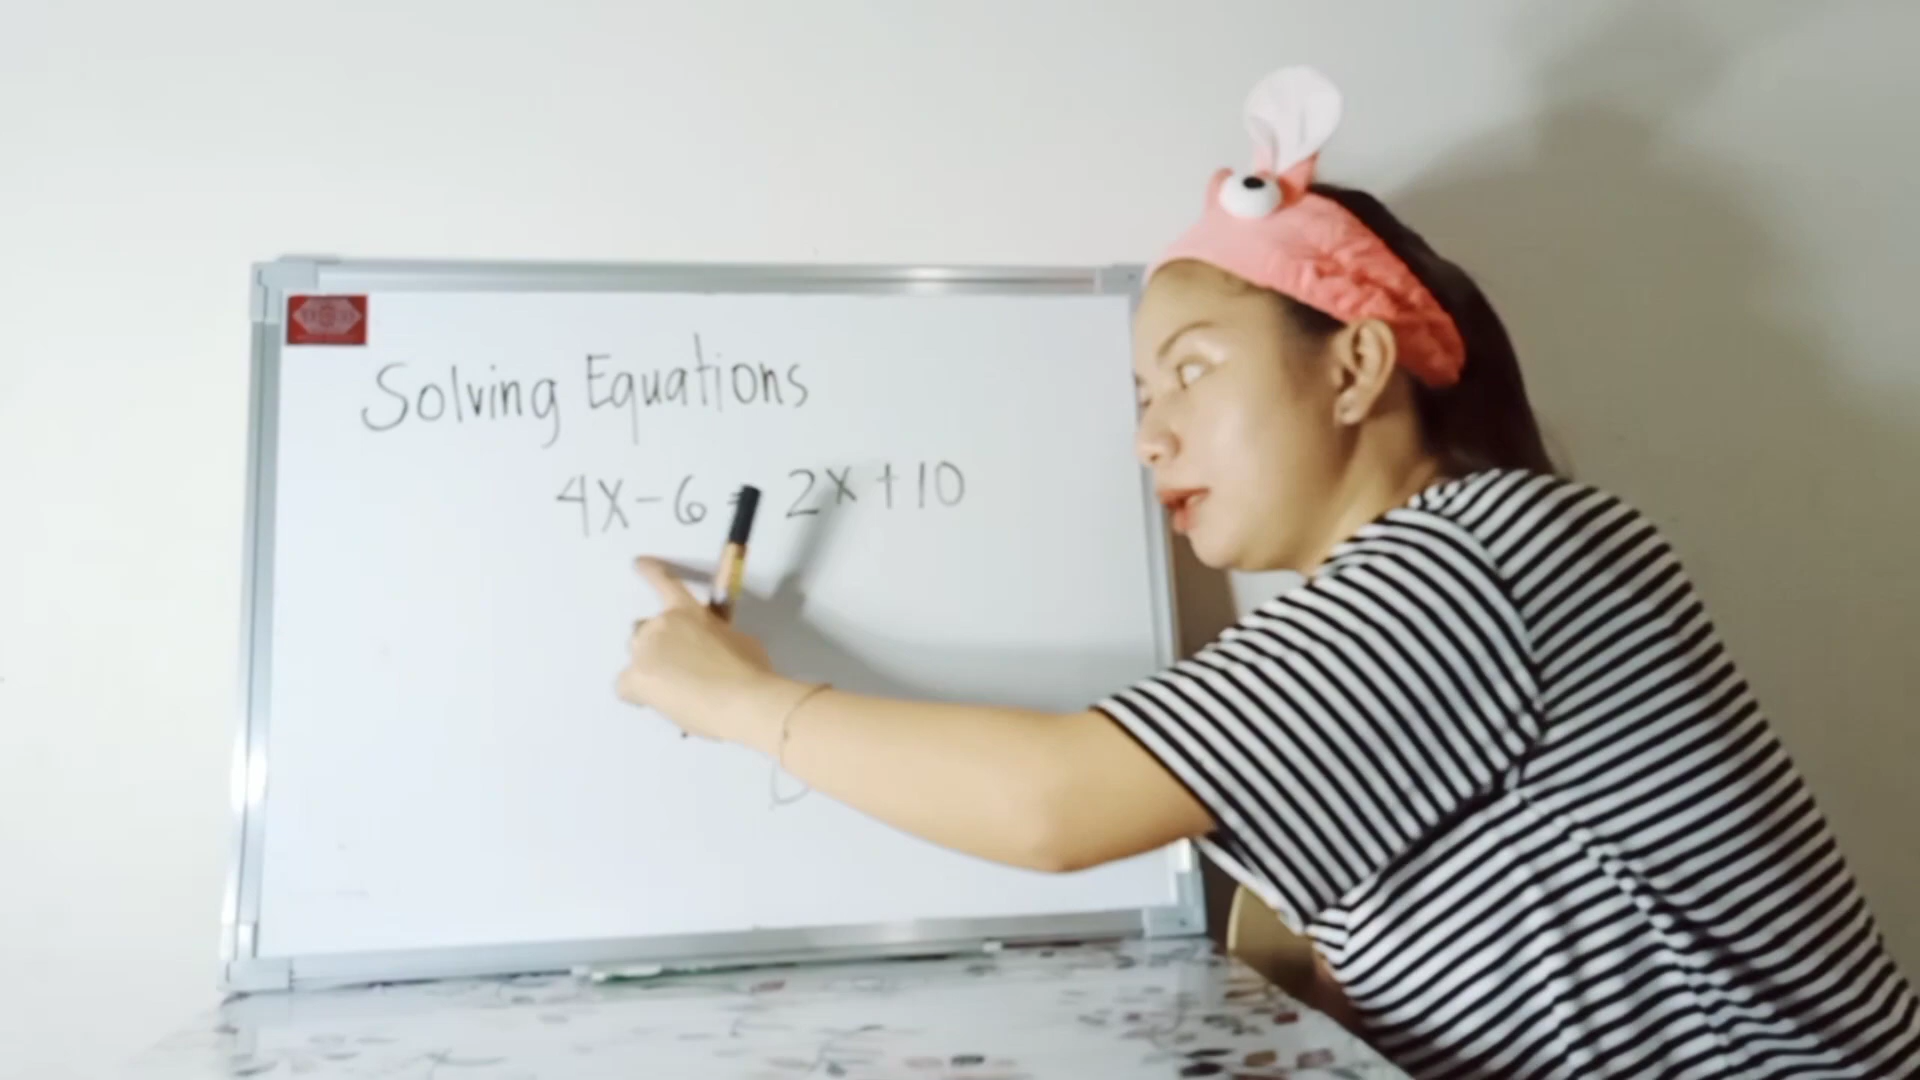 Solving Equations
4x - 6 = 2x + 10